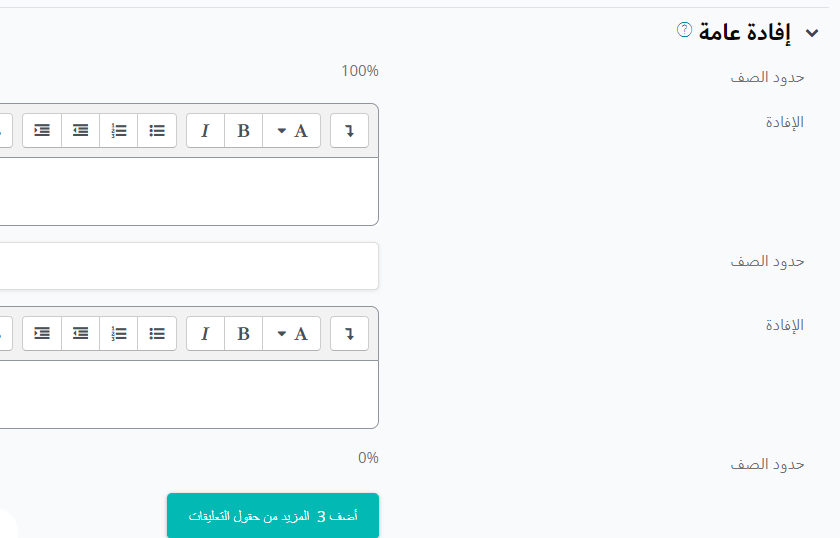 إفادة عامة
حدود الصف
100%
الإفادة
I B A
حدود الصف
الإفادة
I B A
حدود الصف
0%
أضف 3 المزيد من حقول التعليقات